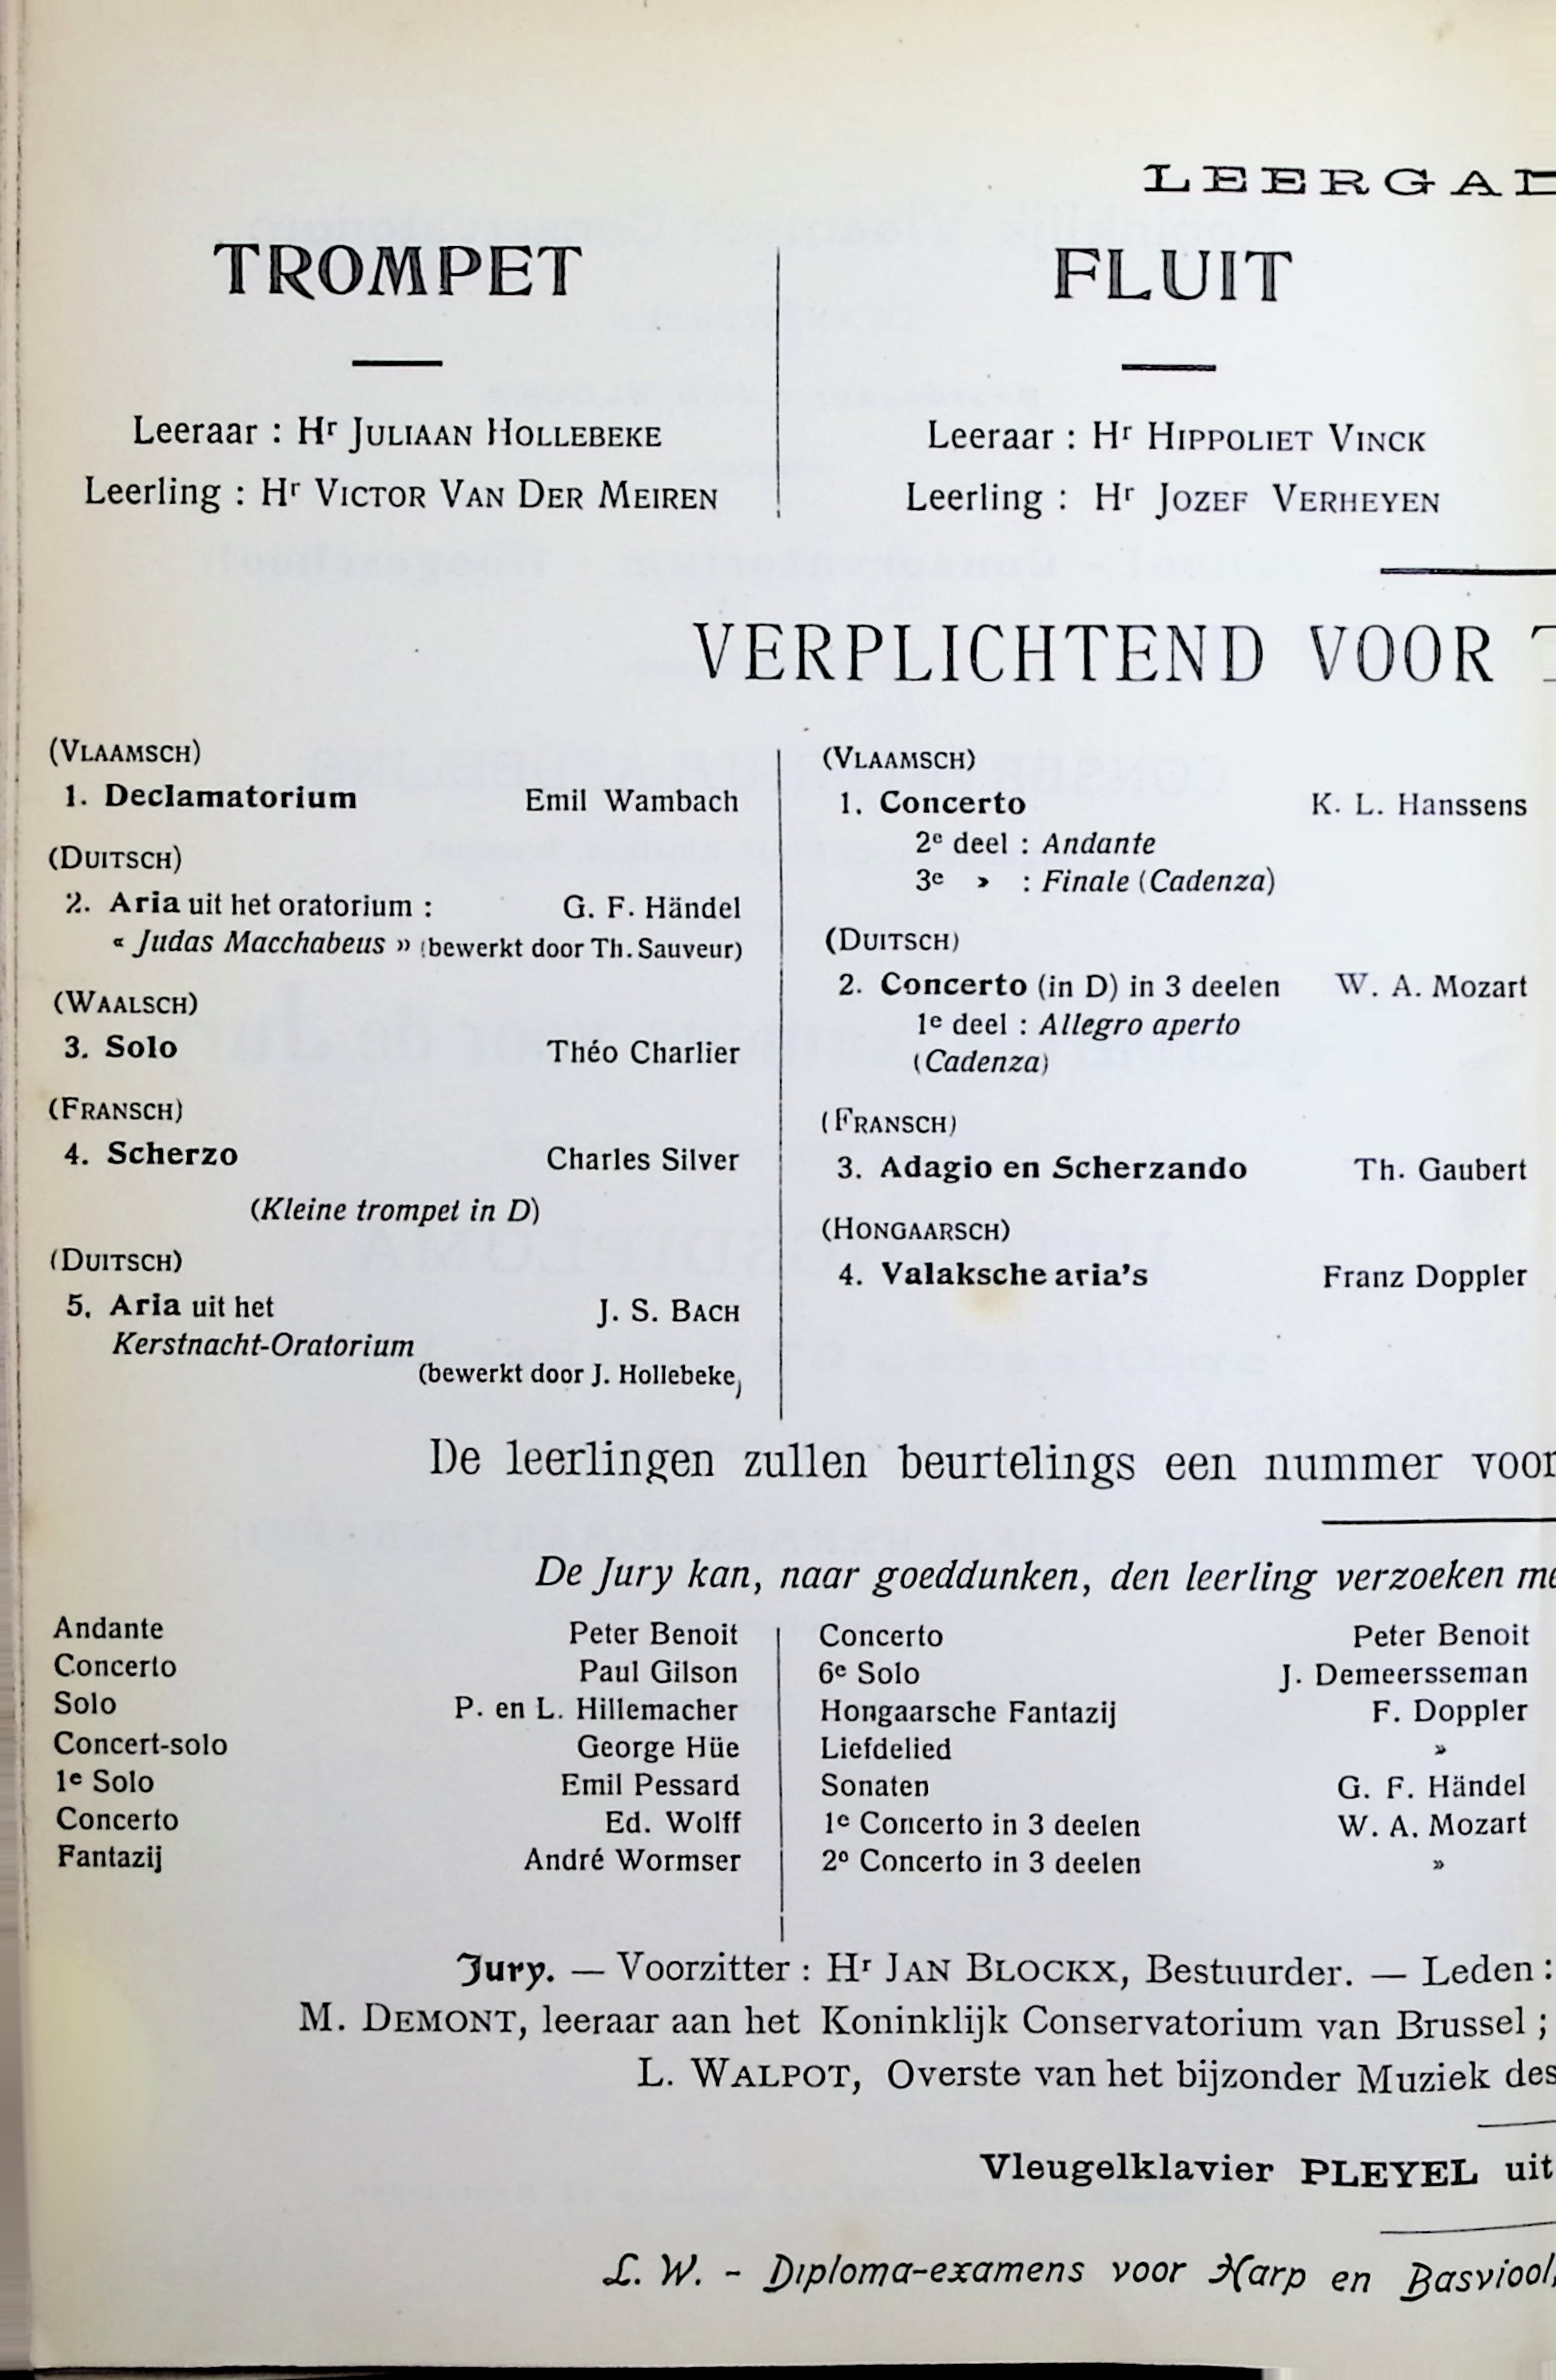 LEERGA
TROMPET
Leeraar : Hr JULIAAN HOLLEBEKE
Leerling : Hr VICTOR VAN DER MEIREN
FLUIT
Leeraar : Hr HIPPOLIET VINCK
Leerling : Hr JOZEF VERHEYEN
VERPLICHTEND VOOR
(VLAAMSCH)
1. Declamatorium Emil Wambach
(DUITSCH)
2. Aria uit het oratorium : G. F. Händel
« Judas Macchabeus » (bewerkt door Th. Sauveur)
(WAALSCH)
3. Solo Théo Charlier
(FRANSCH)
4. Scherzo Charles Silver
(Kleine trompet in D)
(DUITSCH)
5. Aria uit het J. S. BACH
Kerstnacht-Oratorium
(bewerkt door J. Hollebeke)
(VLAAMSCH)
1. Concerto K. L. Hanssens
2e deel : Andante
3e » : Finale (Cadenza)
(DUITSCH)
2. Concerto (in D) in 3 deelen W. A. Mozart
1e deel : Allegro aperto
(Cadenza)
(FRANSCH)
3. Adagio en Scherzando Th. Gaubert
(HONGAARSCH)
4. Valaksche aria's Franz Doppler
De leerlingen zullen beurtelings een nummer voor
De Jury kan, naar goeddunken, den leerling verzoeken me
Andante Peter Benoit
Concerto Paul Gilson
Solo P. en L. Hillemacher
Concert-solo George Hüe
1e Solo Emil Pessard
Concerto Ed. Wolff
Fantazij André Wormser
Concerto Peter Benoit
6e Solo J. Demeersseman
Hongaarsche Fantazij F. Doppler
Liefdelied »
Sonaten G. F. Händel
1e Concerto in 3 deelen W. A. Mozart
2e Concerto in 3 deelen »
Jury. — Voorzitter : Hr JAN BLOCKX, Bestuurder. — Leden :
M. DEMONT, leeraar aan het Koninklijk Conservatorium van Brussel ;
L. WALPOT, Overste van het bijzonder Muziek des
Vleugelklavier PLEYEL uit
L. W. - Diploma-examens voor Harp en Basviool,